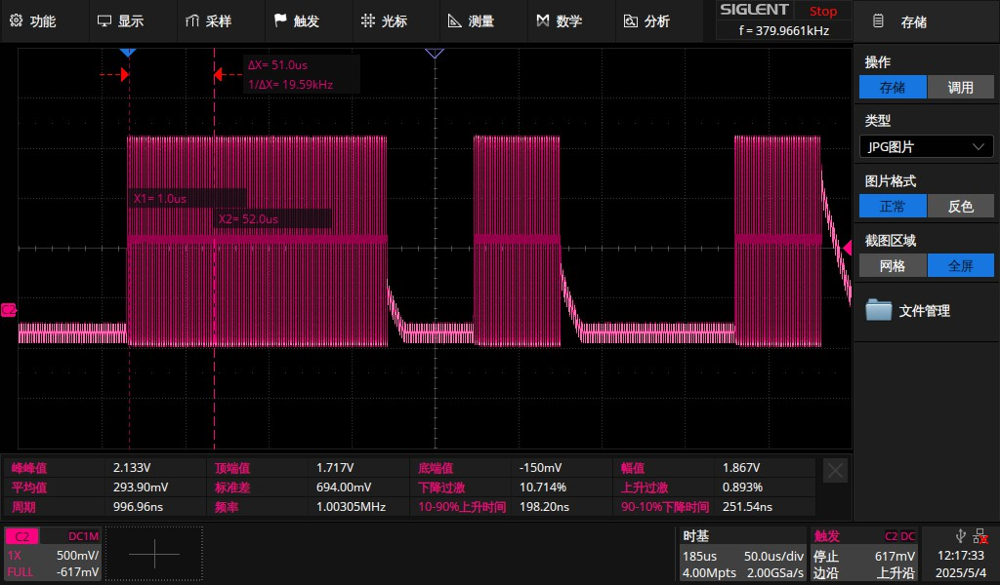 功能 显示 采样 触发 光标 测量 数学 分析 SIGLENT Stop 存储
f = 379.9661kHz
操作
ΔX= 51.0us
1/ΔX= 19.59kHz
存储 调用
类型
JPG图片
图片格式
X1= 1.0us
正常 反色
X2= 52.0us
截图区域
网格 全屏
C2
文件管理
峰峰值 2.133V 顶端值 1.717V 底端值 -150mV 幅值 1.867V
平均值 293.90mV 标准差 694.00mV 下降过激 10.714% 上升过激 0.893%
周期 996.96ns 频率 1.00305MHz 10-90%上升时间 198.20ns 90-10%下降时间 251.54ns
C2 DC1M 时基 触发 C2 DC
1X 500mV/ 185us 50.0us/div 停止 617mV 12:17:33
FULL -617mV 4.00Mpts 2.00GSa/s 边沿 上升沿 2025/5/4